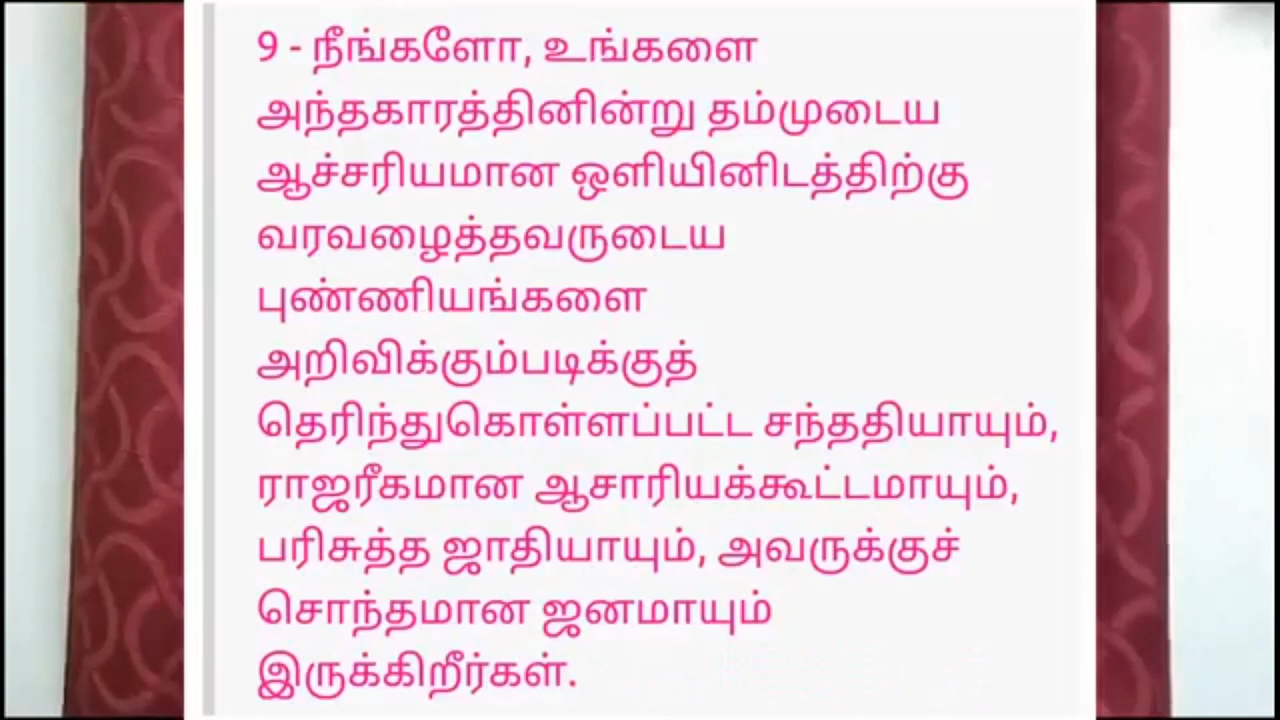 9 - நீங்களோ, உங்களை
அந்தகாரத்தினின்று தம்முடைய
ஆச்சரியமான ஒளியினிடத்திற்கு
வரவழைத்தவருடைய
புண்ணியங்களை
அறிவிக்கும்படிக்குத்
தெரிந்துகொள்ளப்பட்ட சந்ததியாயும்,
ராஜரீகமான ஆசாரியக்கூட்டமாயும்,
பரிசுத்த ஜாதியாயும், அவருக்குச்
சொந்தமான ஜனமாயும்
இருக்கிறீர்கள்.